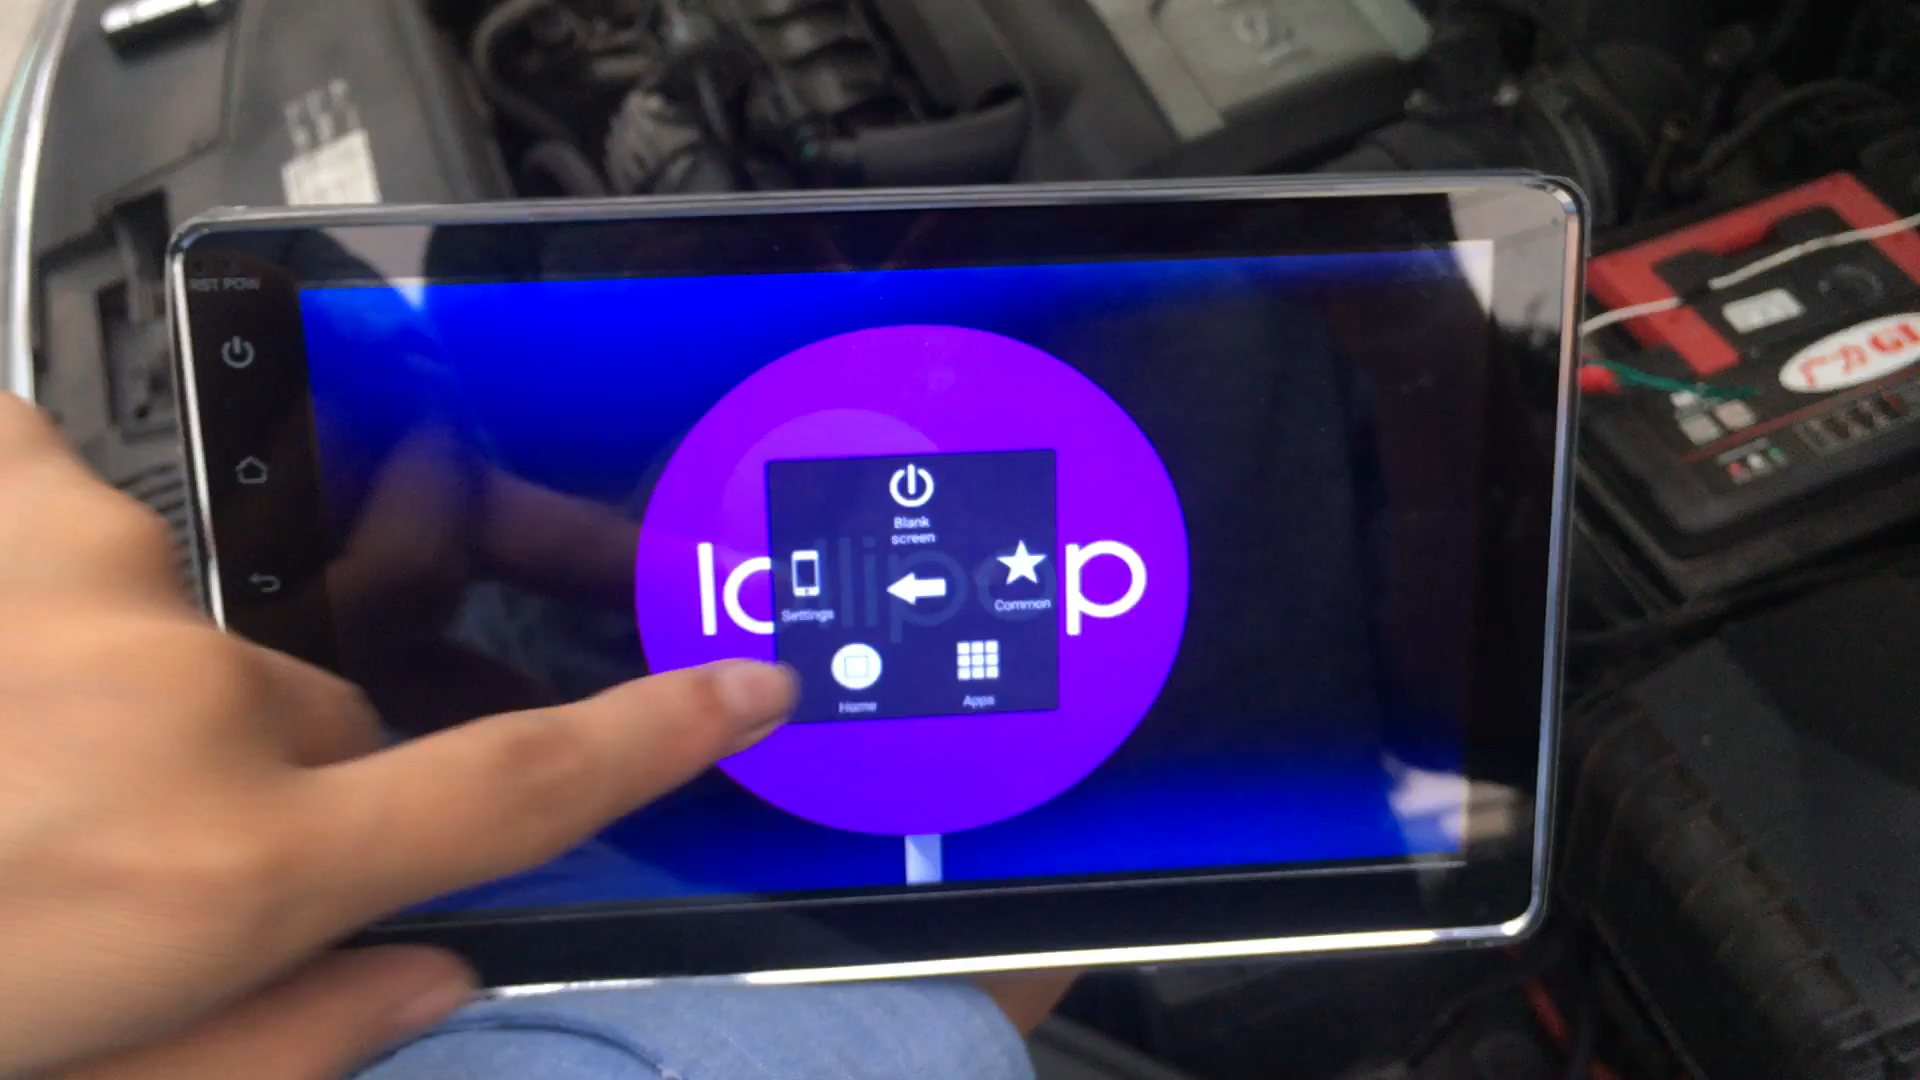 RST POW
Blank
screen
lollipop
Settings
Common
Home
Apps